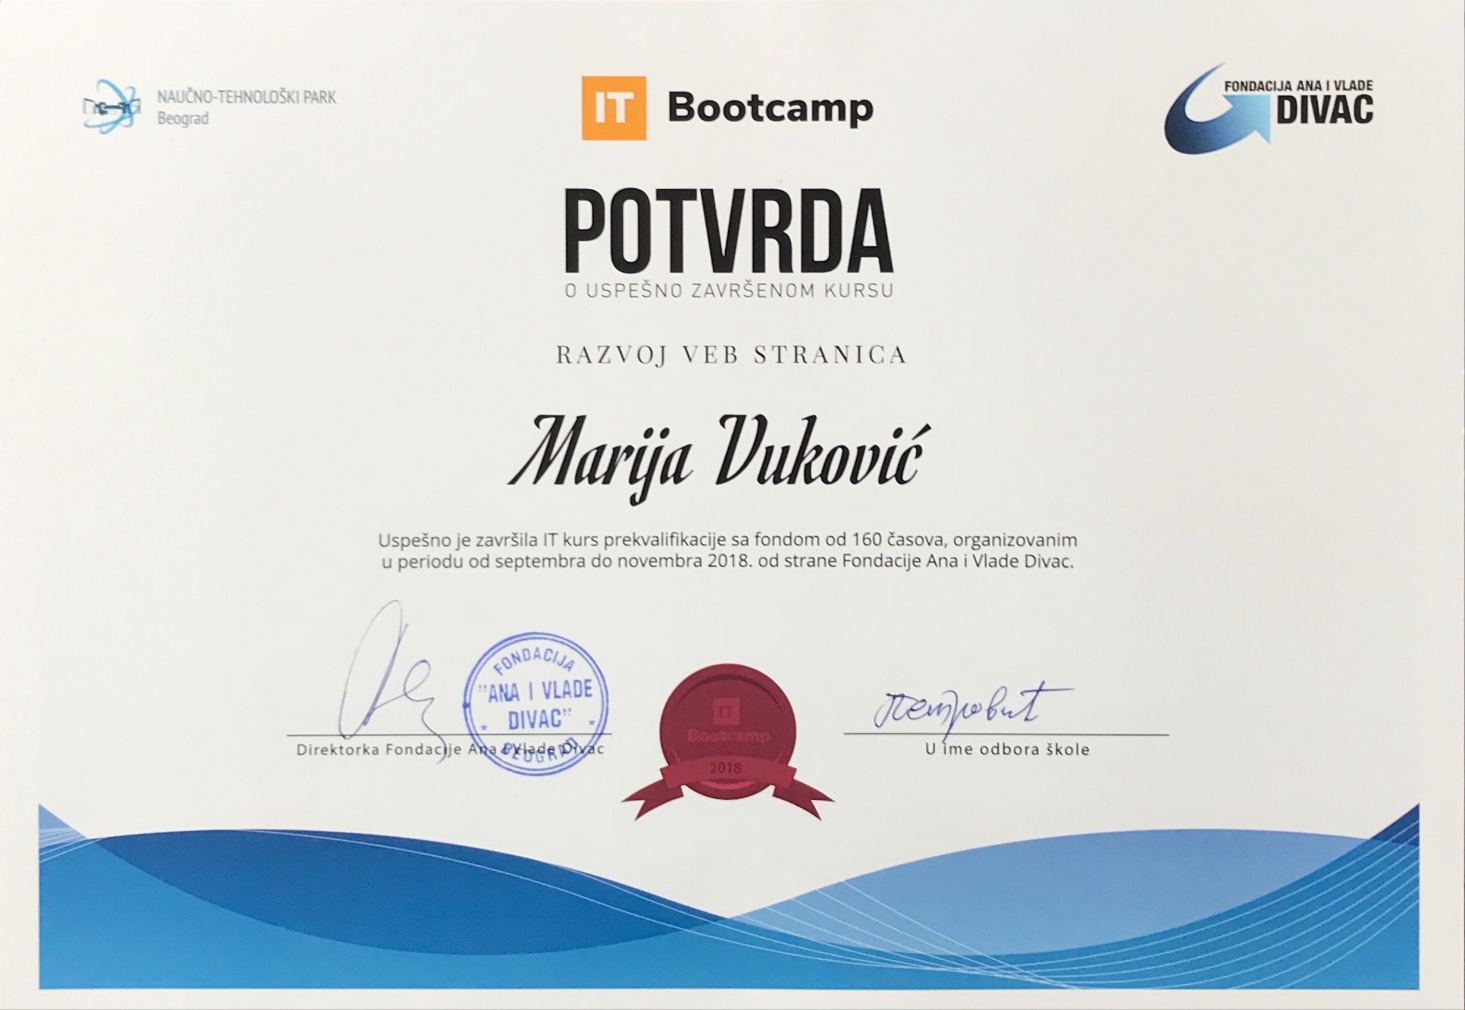 NAUČNO-TEHNOLOŠKI PARK
Beograd
IT Bootcamp
FONDACIJA ANA I VLADE
DIVAC
POTVRDA
O USPEŠNO ZAVRŠENOM KURSU
RAZVOJ VEB STRANICA
Marija Vuković
Uspešno je završila IT kurs prekvalifikacije sa fondom od 160 časova, organizovanim
u periodu od septembra do novembra 2018. od strane Fondacije Ana i Vlade Divac.
FONDACIJA
"ANA I VLADE
DIVAC"
BEOGRAD
Direktorka Fondacije Ana i Vlade Divac
IT
Bootcamp
2018
U ime odbora škole